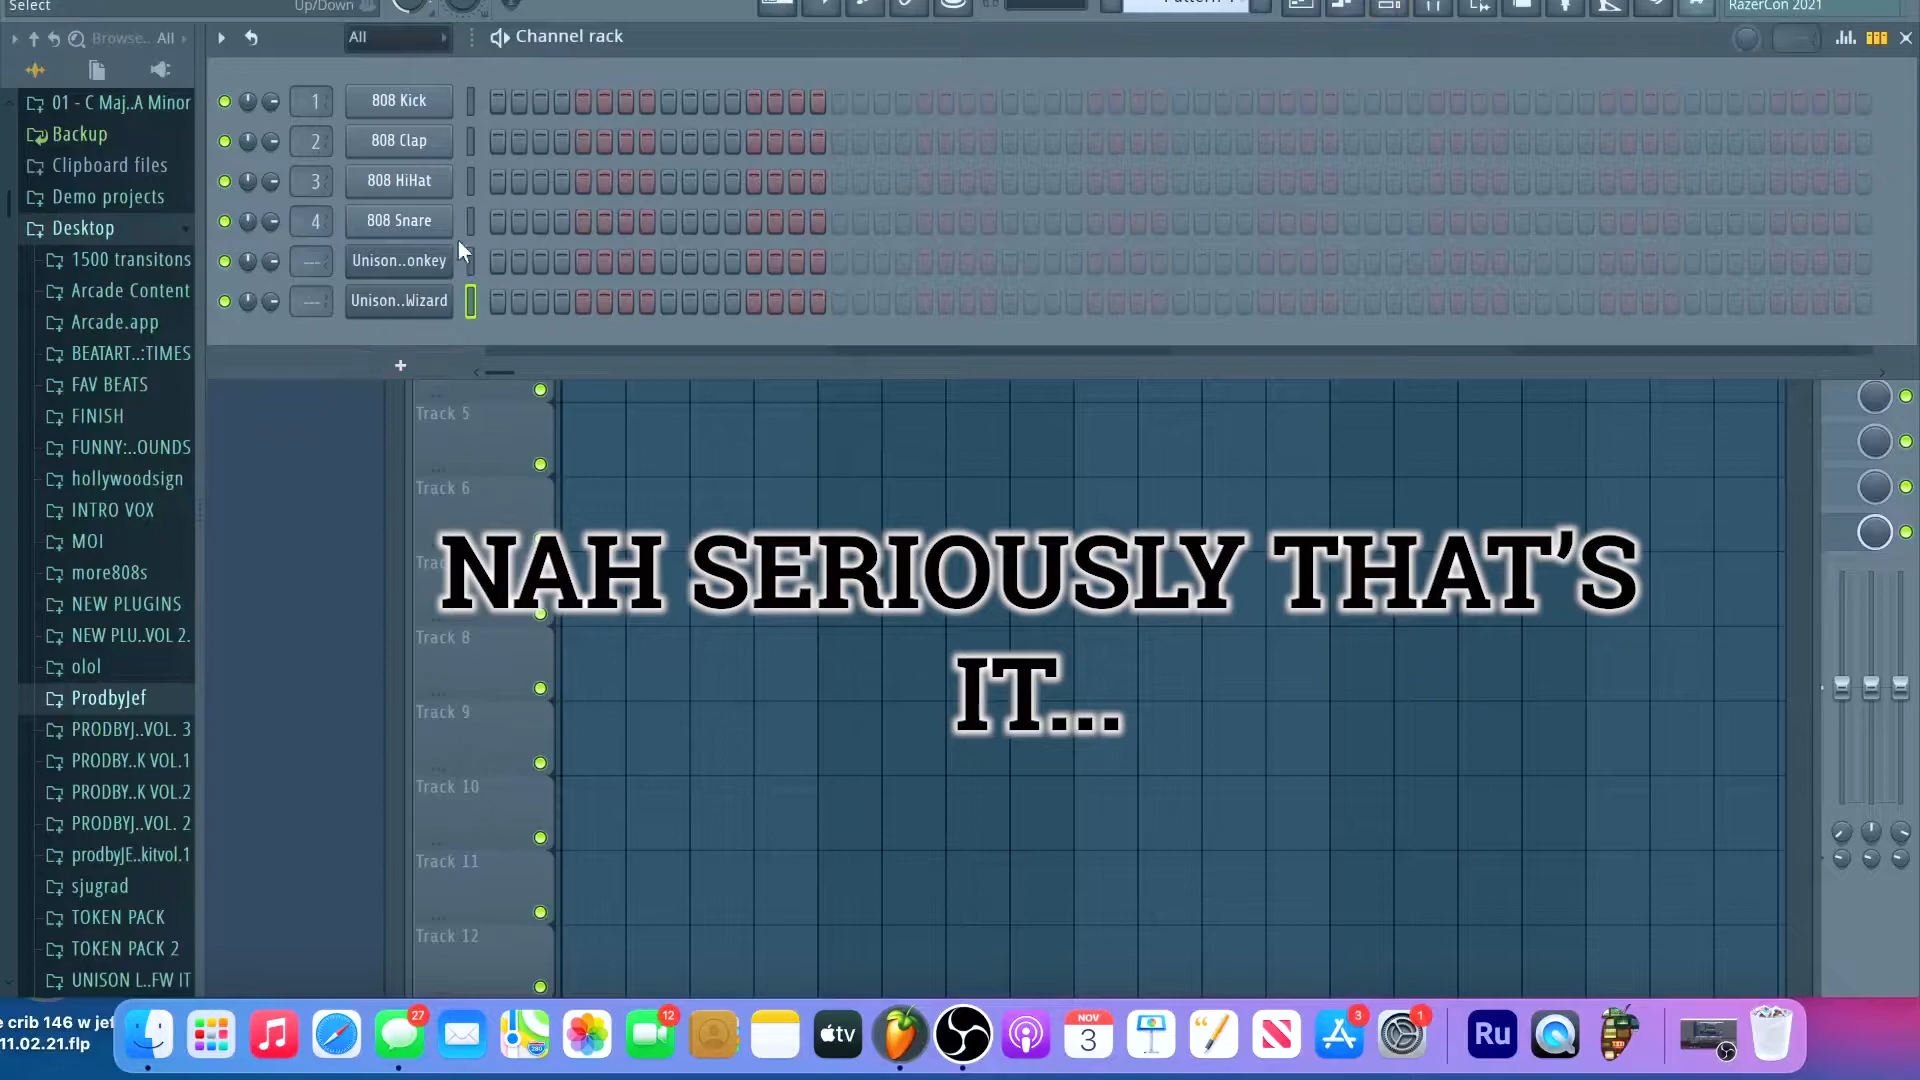 Select
Up/Down
RazerCon 2021
Browse.. All
All
Channel rack
01 - C Maj..A Minor
1 808 Kick
Backup
2 808 Clap
Clipboard files
3 808 HiHat
Demo projects
4 808 Snare
Desktop
1500 transitons
--- Unison..onkey
Arcade Content
--- Unison..Wizard
Arcade.app
BEATART..:TIMES
FAV BEATS
FINISH
FUNNY:..OUNDS
hollywoodsign
INTRO VOX
MOI
more808s
NEW PLUGINS
NEW PLU..VOL 2.
olol
ProdbyJef
PRODBYJ..VOL. 3
PRODBY..K VOL.1
PRODBY..K VOL.2
PRODBYJ..VOL. 2
prodbyJE..kitvol.1
sjugrad
TOKEN PACK
TOKEN PACK 2
UNISON L..FW IT
Track 5
Track 6
NAH SERIOUSLY THAT'S
IT...
Track 8
Track 9
Track 10
Track 11
Track 12
e crib 146 w jef
11.02.21.flp
27
12
tv
NOV
3
3
1
Ru